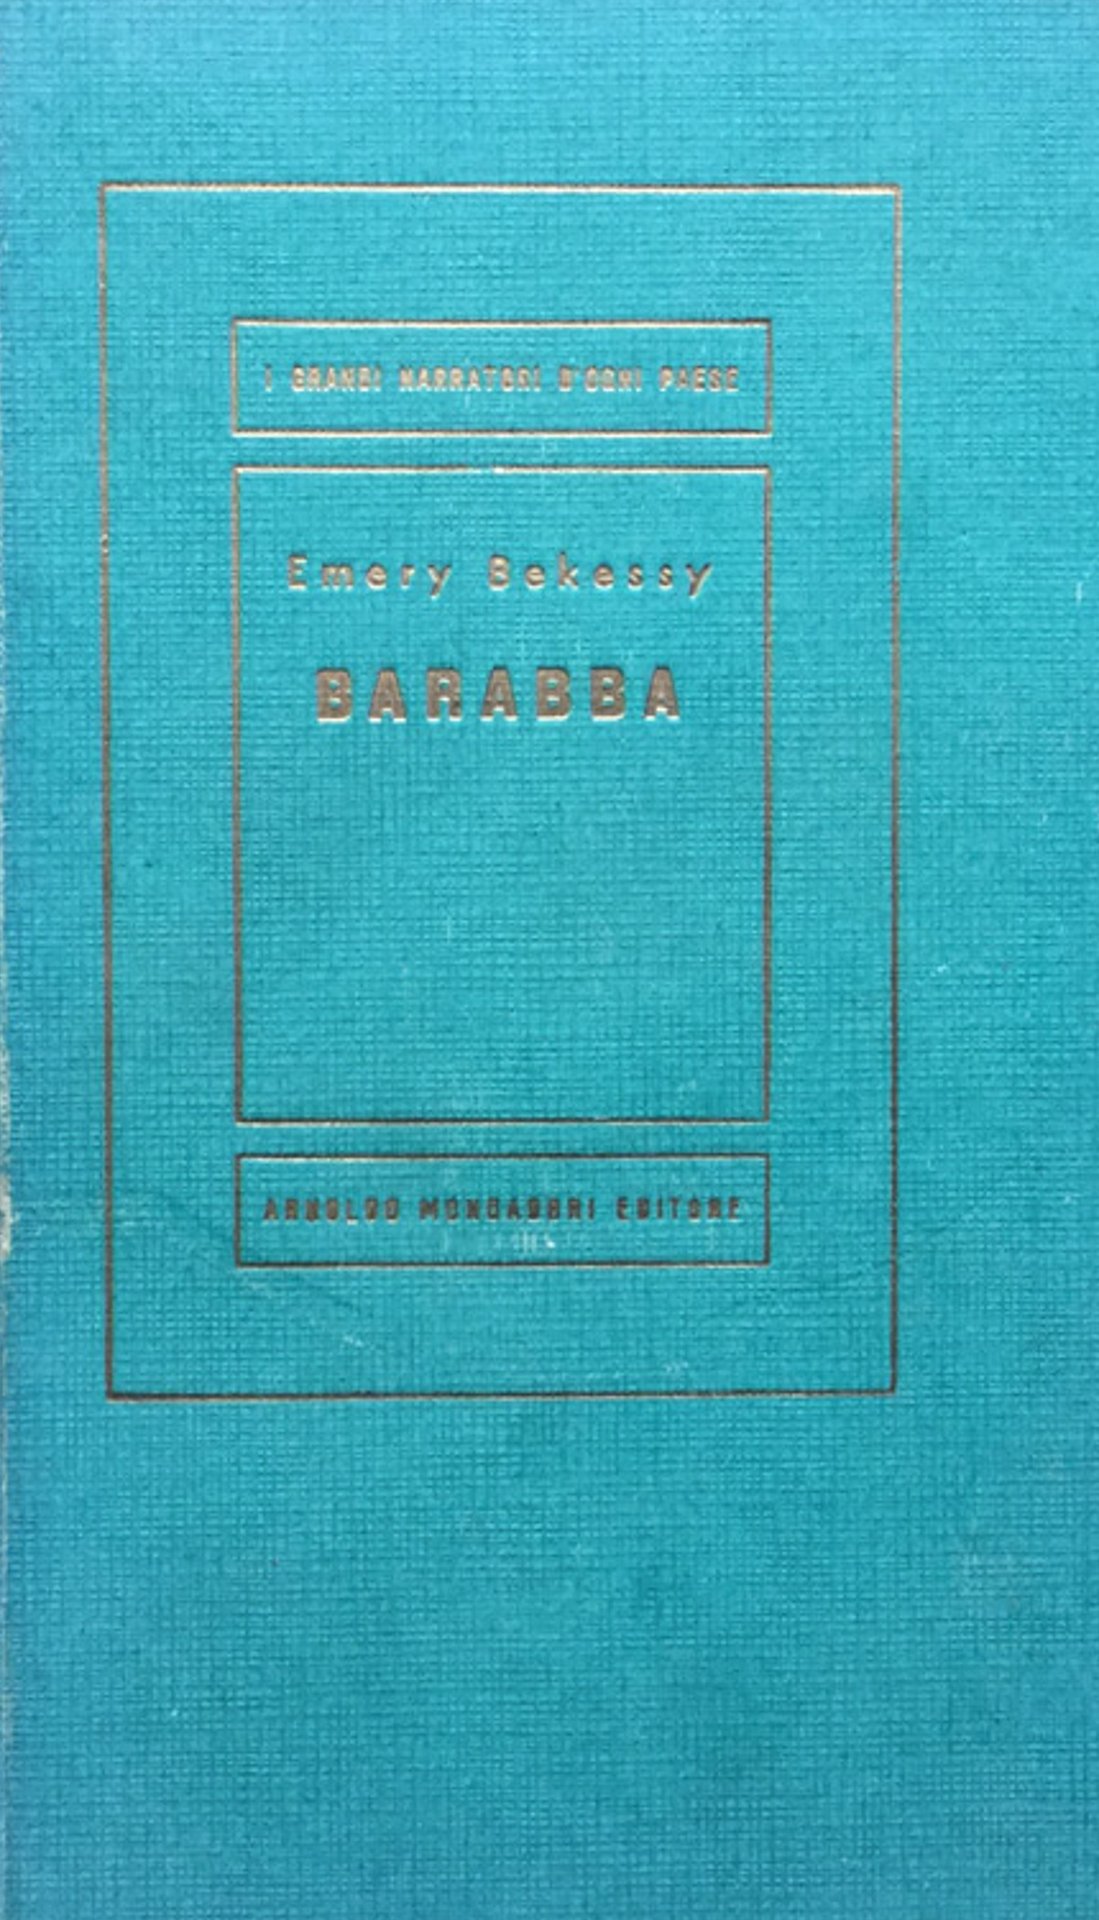 I GRANDI NARRATORI D'OGNI PAESE
Emery Bekessy
BARABBA
ARNOLDO MONDADORI EDITORE